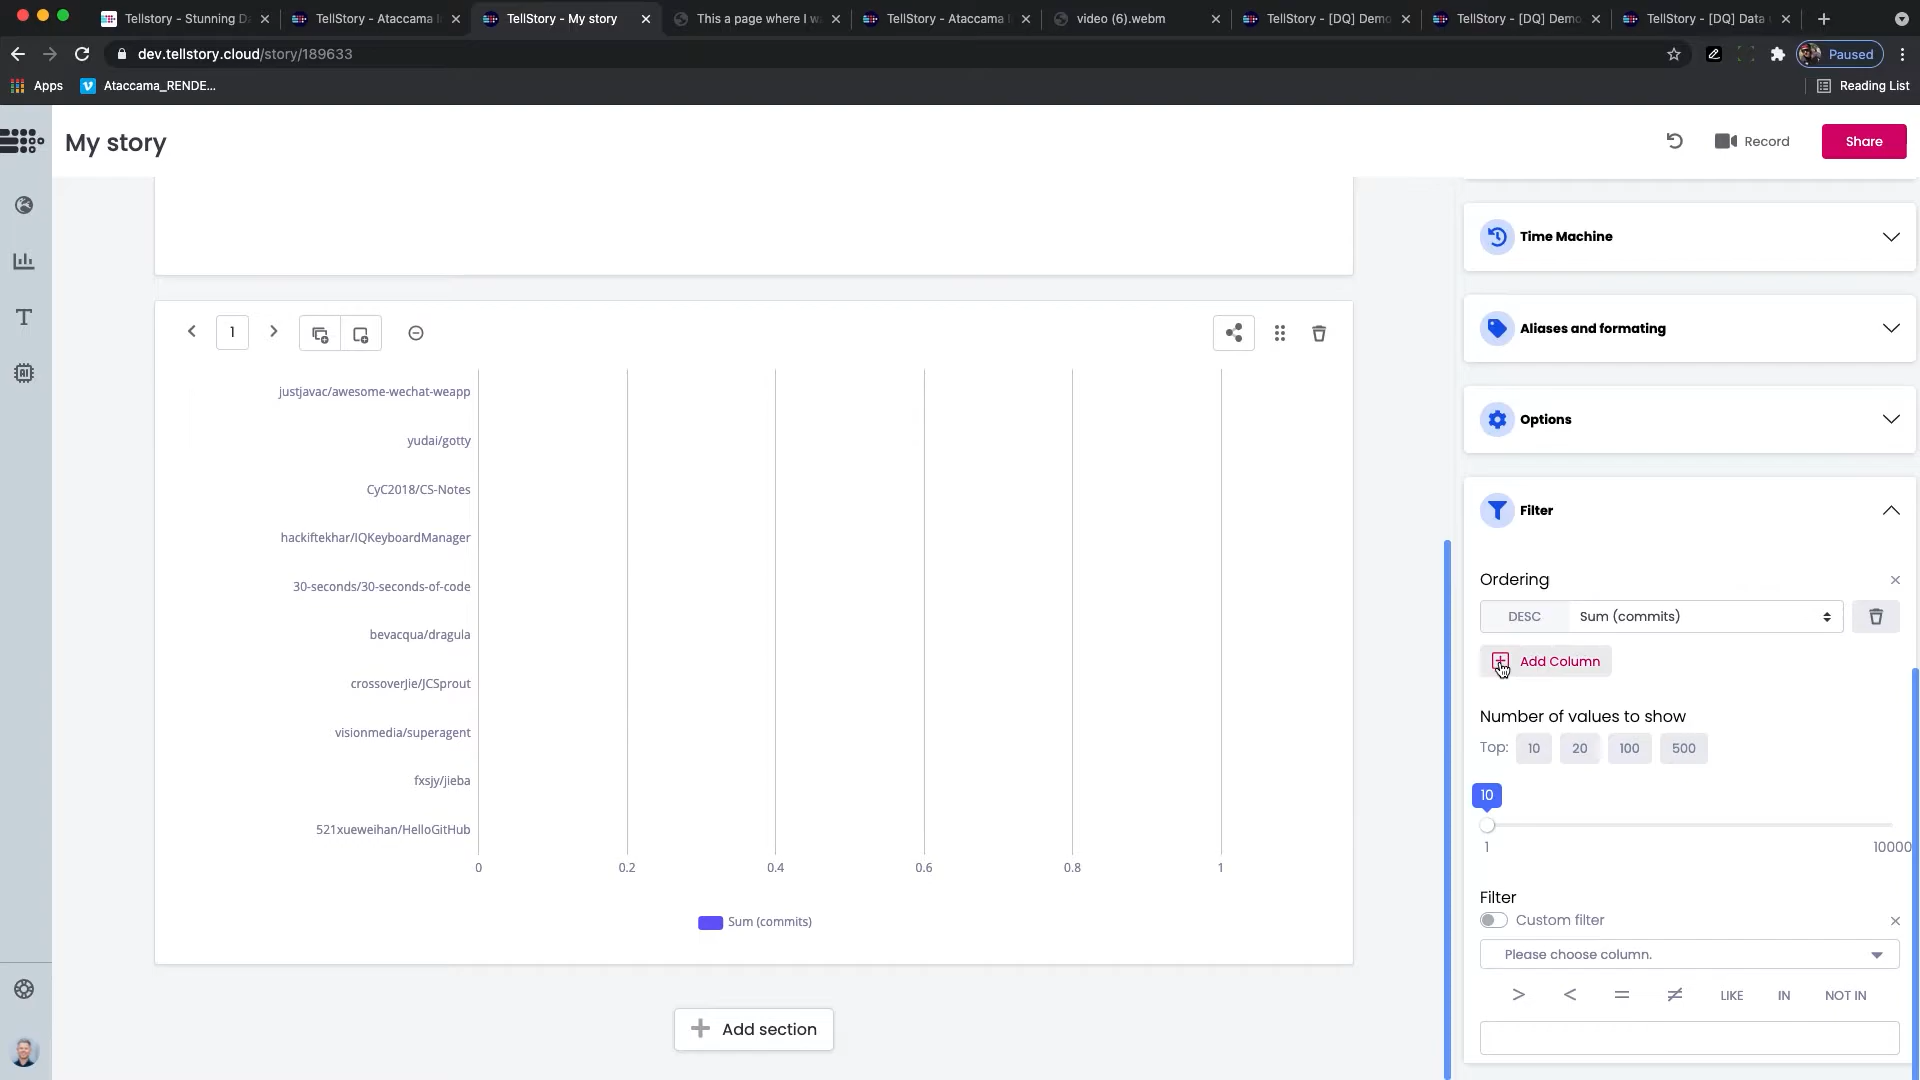 Tellstory - Stunning Da
TellStory - Ataccama I
TellStory - My story
This a page where I wa
TellStory - Ataccama I
video (6).webm
TellStory - [DQ] Demo
TellStory - [DQ] Demo
TellStory - [DQ] Data
dev.tellstory.cloud/story/189633
Paused
Apps
Ataccama_RENDE...
Reading List
My story
Record
Share
AI
Time Machine
Aliases and formating
Options
Filter
1
justjavac/awesome-wechat-weapp
yudai/gotty
CyC2018/CS-Notes
hackiftekhar/IQKeyboardManager
30-seconds/30-seconds-of-code
bevacqua/dragula
crossoverJie/JCSprout
visionmedia/superagent
fxsjy/jieba
521xueweihan/HelloGitHub
0 0.2 0.4 0.6 0.8 1
Sum (commits)
Add section
Ordering
DESC Sum (commits)
Add Column
Number of values to show
Top: 10 20 100 500
10
1 10000
Filter
Custom filter
Please choose column.
> < = ≠ LIKE IN NOT IN